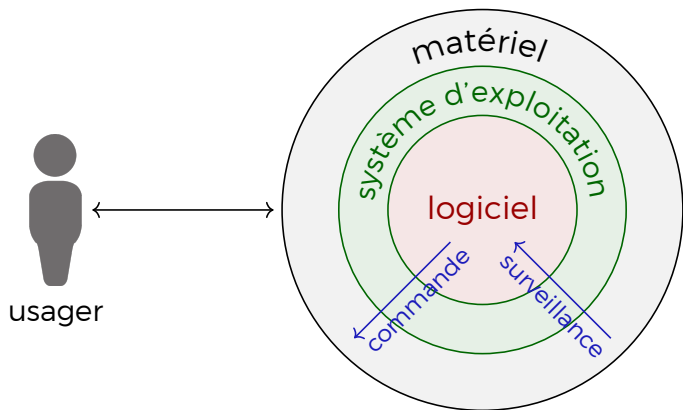 matériel
système d'exploitation
logiciel
commande
surveillance
usager